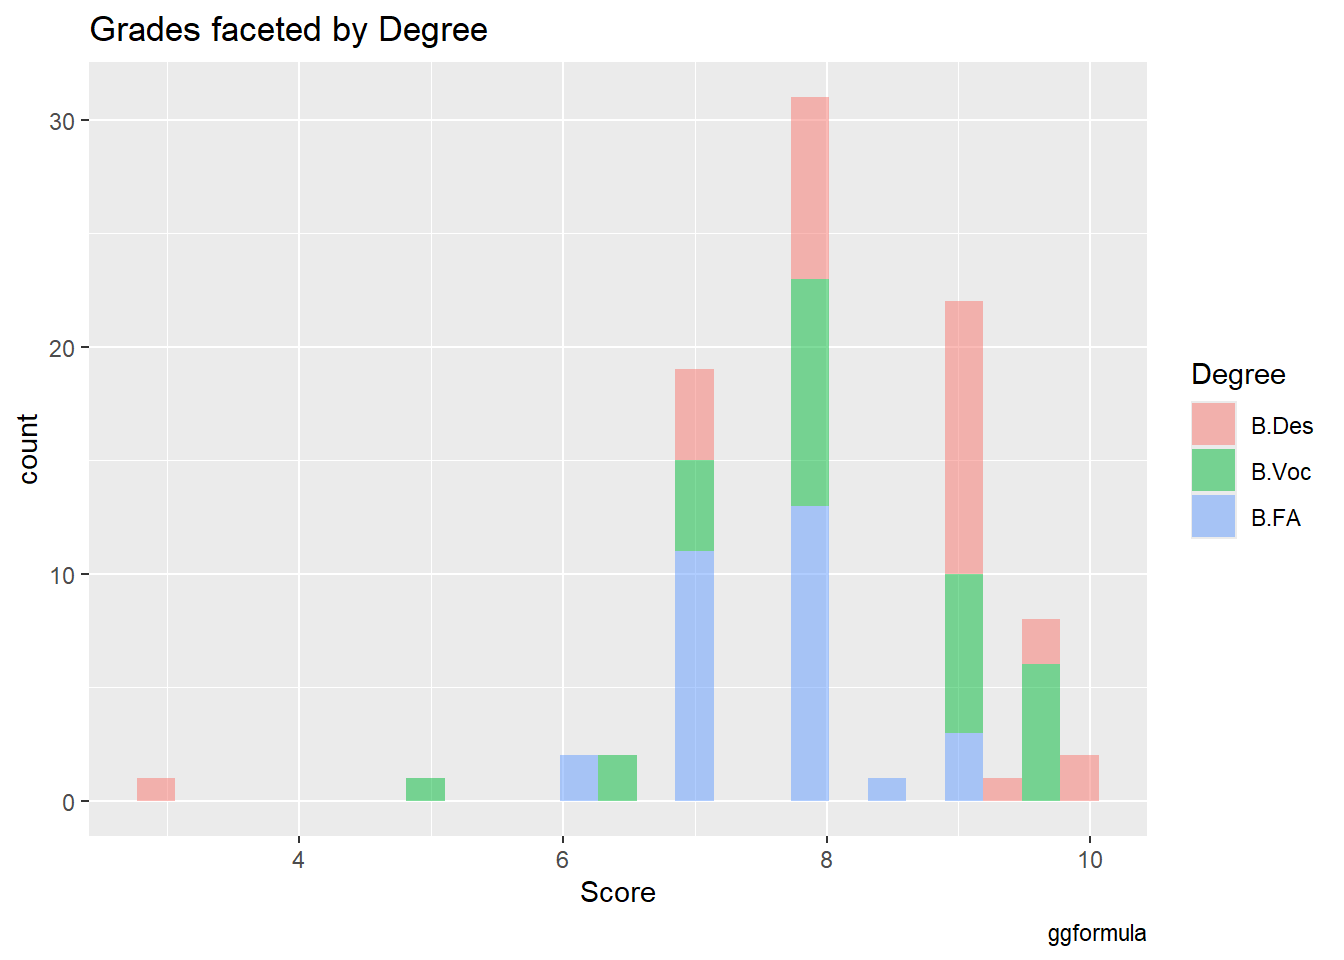 Grades faceted by Degree
30
20
10
0
count
4 6 8 10
Score
Degree
B.Des
B.Voc
B.FA
ggformula